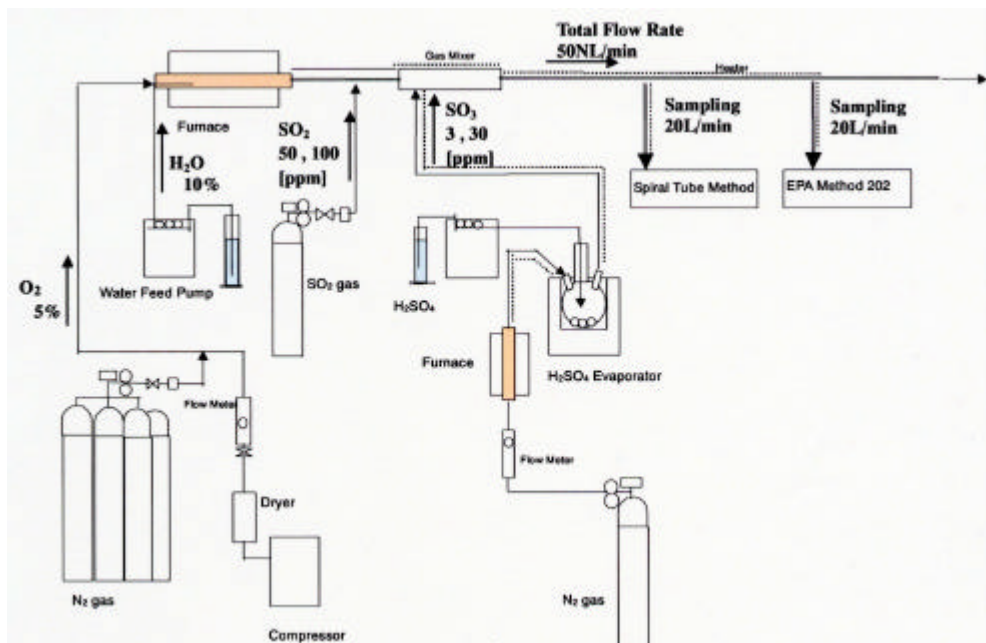 Total Flow Rate
50NL/min
Gas Mixer
Heater
Furnace
SO₂
50 , 100
[ppm]
SO₃
3 , 30
[ppm]
Sampling
20L/min
Sampling
20L/min
H₂O
10%
Spiral Tube Method
EPA Method 202
O₂
5%
Water Feed Pump
SO₂ gas
H₂SO₄
Furnace
H₂SO₄ Evaporator
Flow Meter
Flow Meter
Dryer
N₂ gas
Compressor
N₂ gas